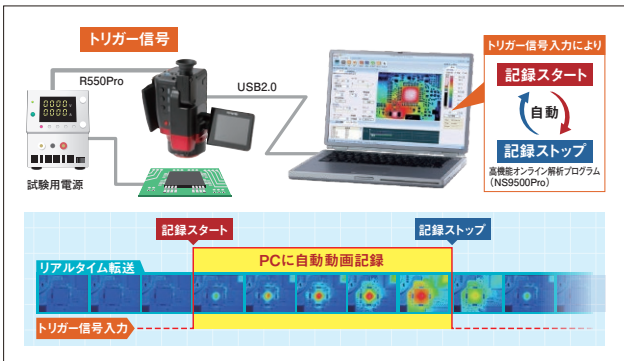 トリガー信号
R550Pro
USB2.0
試験用電源
トリガー信号入力により
記録スタート
自動
記録ストップ
高機能オンライン解析プログラム
(NS9500Pro)
記録スタート
記録ストップ
PCに自動動画記録
リアルタイム転送
トリガー信号入力